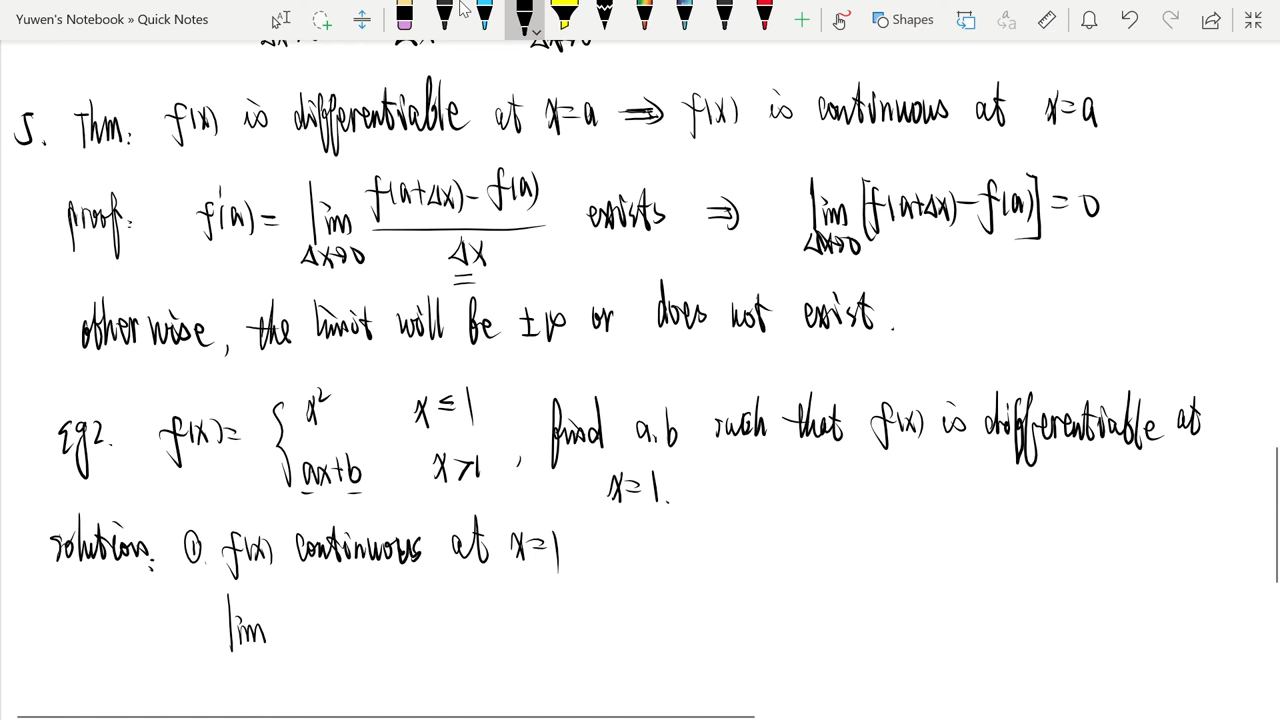 Yuwen's Notebook » Quick Notes
Shapes
5. Thm: f(x) is differentiable at x=a ⇒ f(x) is continuous at x=a
proof: f'(a) = lim Δx→0 (f(a+Δx) - f(a)) / Δx exists ⇒ lim Δx→0 [f(a+Δx) - f(a)] = 0
otherwise, the limit will be ±∞ or does not exist.
eg2. f(x) = { x² x ≤ 1
ax+b x > 1 , find a, b such that f(x) is differentiable at
x=1.
solution: ①. f(x) continuous at x=1
lim